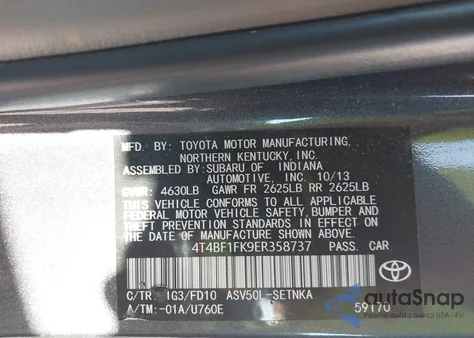 MFD. BY: TOYOTA MOTOR MANUFACTURING,
NORTHERN KENTUCKY, INC.
ASSEMBLED BY:SUBARU OF INDIANA
AUTOMOTIVE, INC. 10/13
GVWR: 4630LB GAWR FR 2625LB RR 2625LB
THIS VEHICLE CONFORMS TO ALL APPLICABLE
FEDERAL MOTOR VEHICLE SAFETY, BUMPER AND
THEFT PREVENTION STANDARDS IN EFFECT ON
THE DATE OF MANUFACTURE SHOWN ABOVE.
4T4BF1FK9ER358737 PASS. CAR
C/TR: 1G3/FD10 ASV50L-SETNKA
A/TM:-01A/U760E 59170
TOYOTA
autoSnap